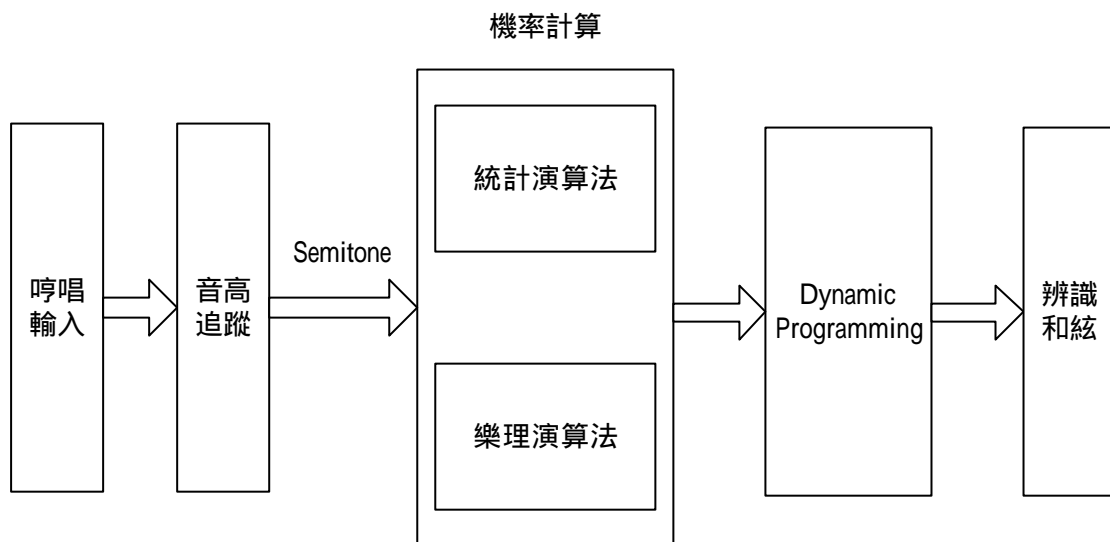 機率計算
哼唱
輸入
音高
追蹤
Semitone
統計演算法
樂理演算法
Dynamic
Programming
辨識
和絃